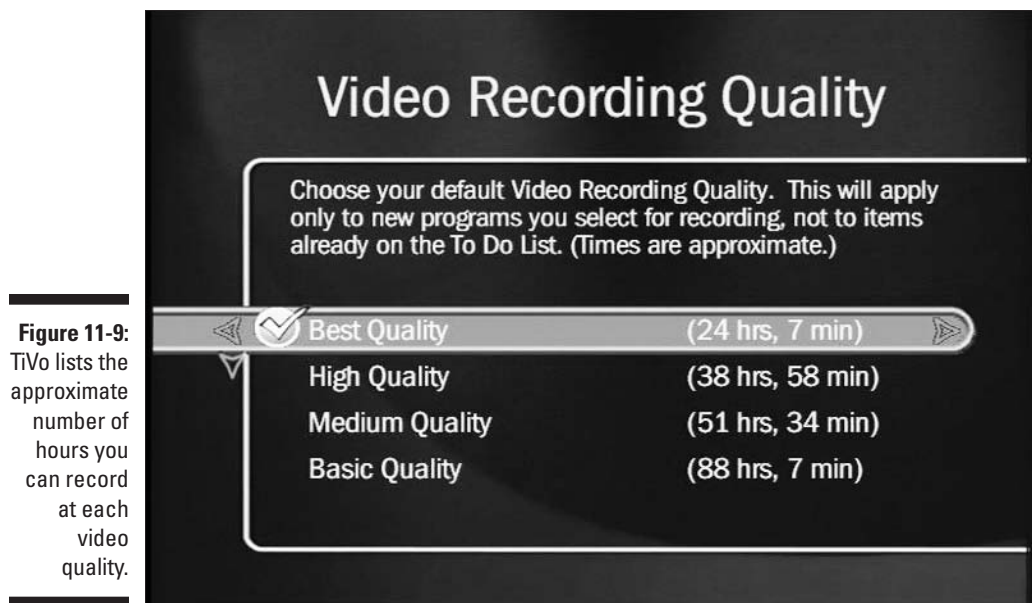 Video Recording Quality
Choose your default Video Recording Quality. This will apply
only to new programs you select for recording, not to items
already on the To Do List. (Times are approximate.)
Best Quality (24 hrs, 7 min)
High Quality (38 hrs, 58 min)
Medium Quality (51 hrs, 34 min)
Basic Quality (88 hrs, 7 min)
Figure 11-9:
TiVo lists the
approximate
number of
hours you
can record
at each
video
quality.